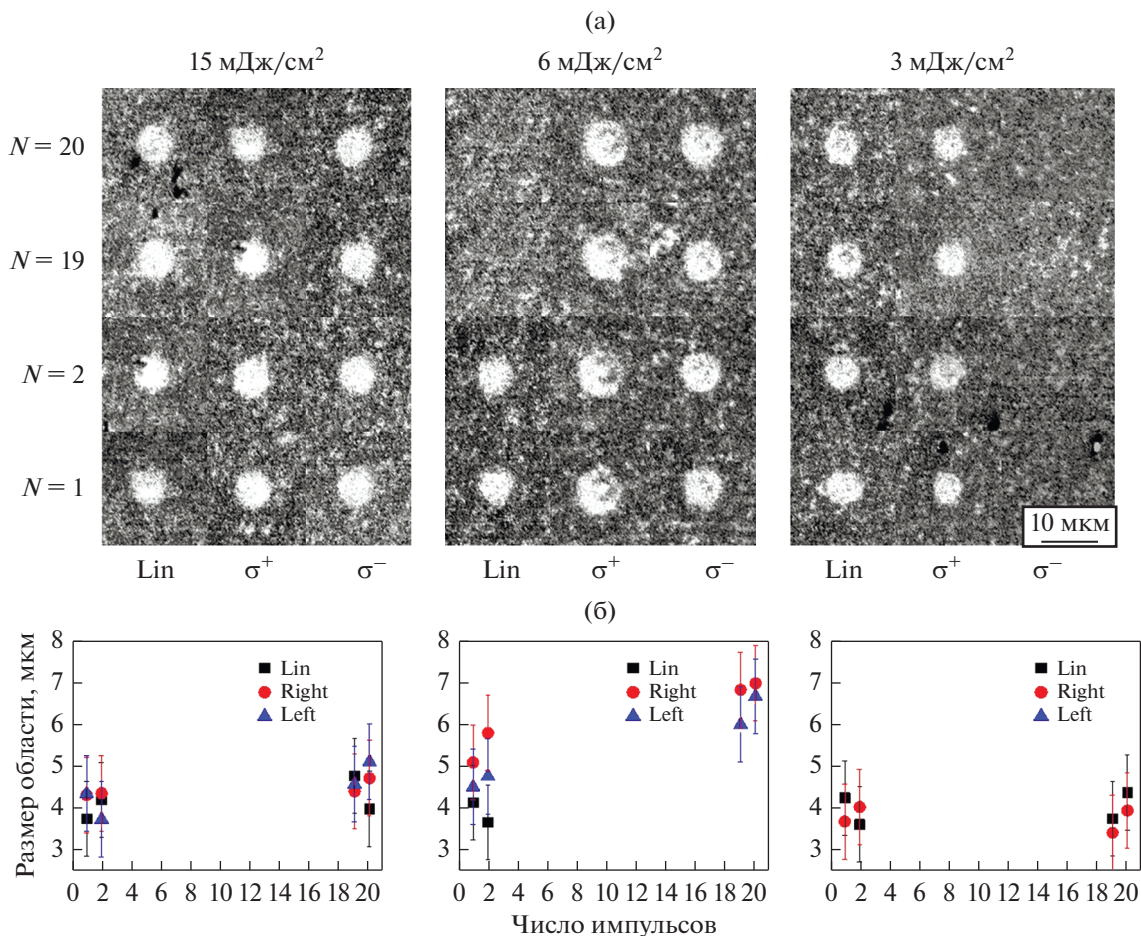 (а)
15 мДж/см² 6 мДж/см² 3 мДж/см²
N = 20
N = 19
N = 2
N = 1
10 мкм
Lin σ⁺ σ⁻ Lin σ⁺ σ⁻ Lin σ⁺ σ⁻
(б)
Размер области, мкм
8
7
6
5
4
3
Lin
Right
Left
0 2 4 6 8 10 12 14 16 18 20
8
7
6
5
4
3
Lin
Right
Left
0 2 4 6 8 10 12 14 16 18 20
8
7
6
5
4
3
Lin
Right
Left
0 2 4 6 8 10 12 14 16 18 20
Число импульсов